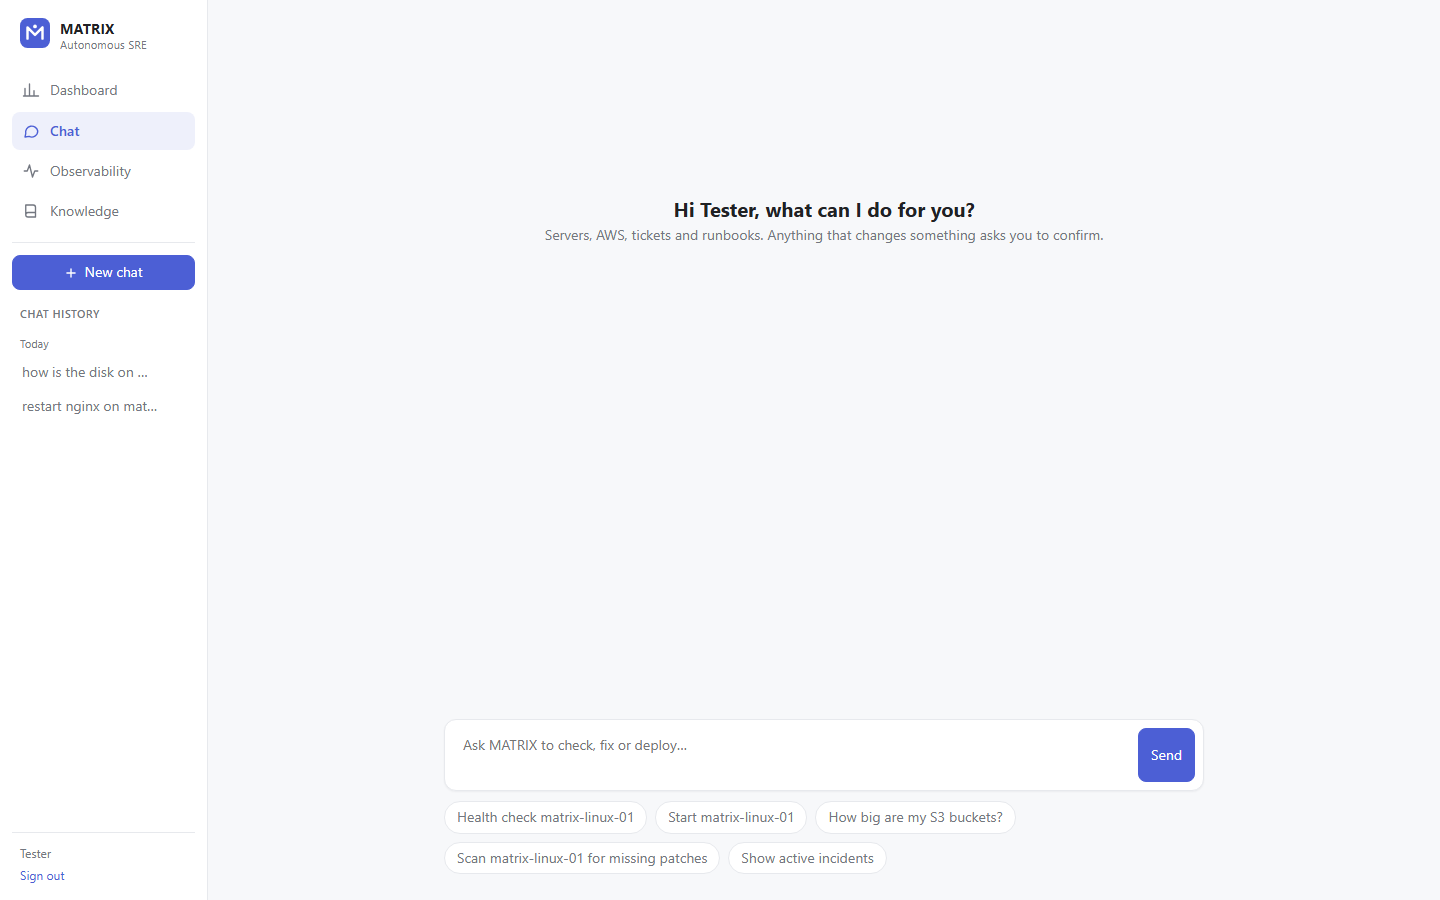 MATRIX
Autonomous SRE
Dashboard
Chat
Observability
Knowledge
+ New chat
CHAT HISTORY
Today
how is the disk on ...
restart nginx on mat...
Tester
Sign out
Hi Tester, what can I do for you?
Servers, AWS, tickets and runbooks. Anything that changes something asks you to confirm.
Ask MATRIX to check, fix or deploy...
Send
Health check matrix-linux-01
Start matrix-linux-01
How big are my S3 buckets?
Scan matrix-linux-01 for missing patches
Show active incidents